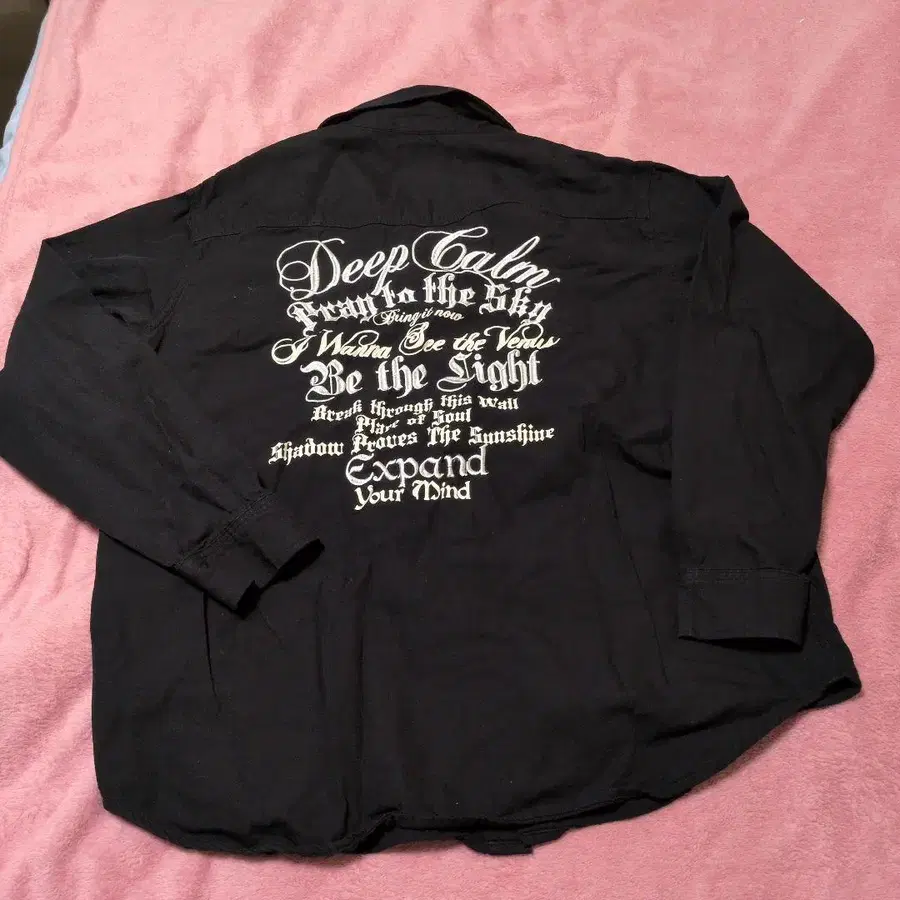 Deep Calm
Pray to the Sky
Bring it now
I Wanna See the Venus
Be the Light
Break through this Wall
Place of Soul
Shadow Proves The Sunshine
Expand
Your Mind